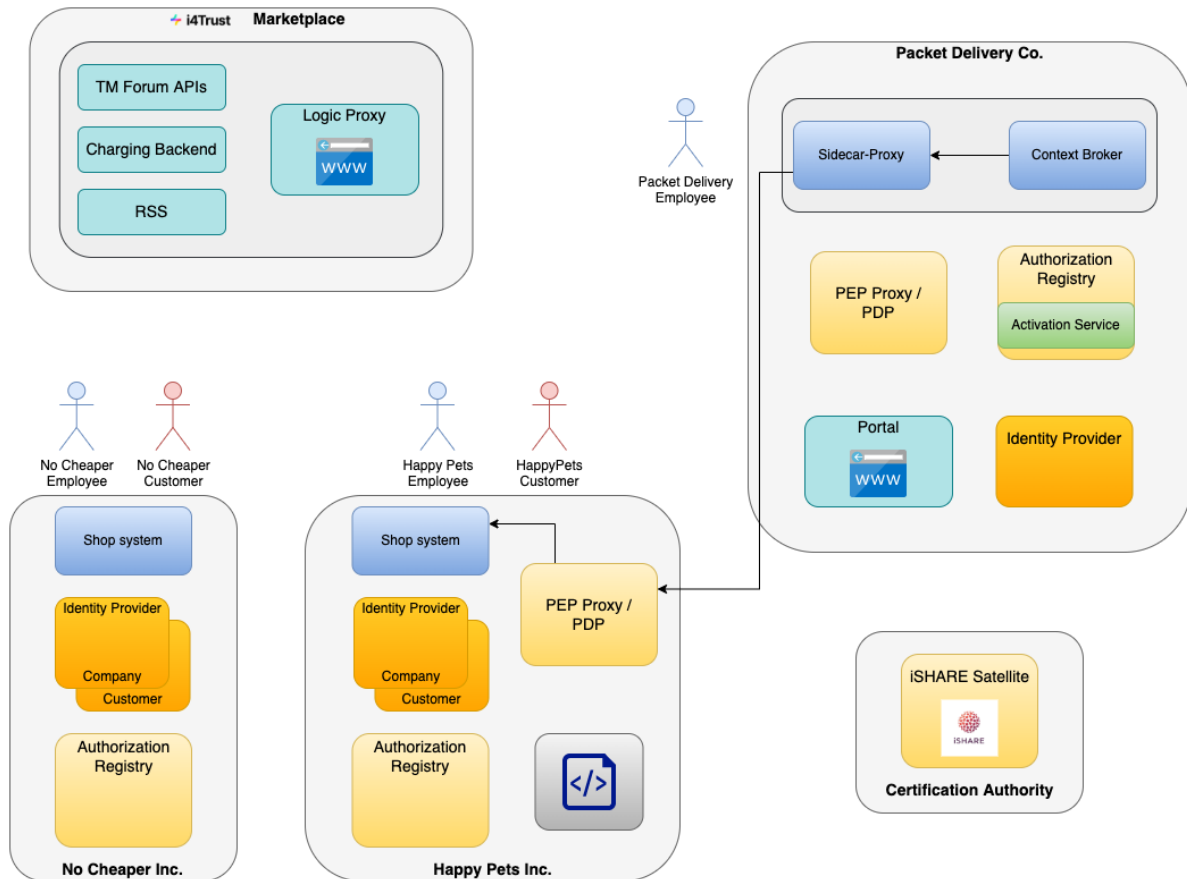 i4Trust Marketplace
TM Forum APIs
Charging Backend
RSS
Logic Proxy
WWW
Packet Delivery Co.
Sidecar-Proxy
Context Broker
Packet Delivery
Employee
PEP Proxy /
PDP
Authorization
Registry
Activation Service
Portal
WWW
Identity Provider
No Cheaper
Employee
No Cheaper
Customer
Shop system
Identity Provider
Company
Customer
Authorization
Registry
No Cheaper Inc.
Happy Pets
Employee
HappyPets
Customer
Shop system
PEP Proxy /
PDP
Identity Provider
Company
Customer
Authorization
Registry
</>
Happy Pets Inc.
iSHARE Satellite
iSHARE
Certification Authority